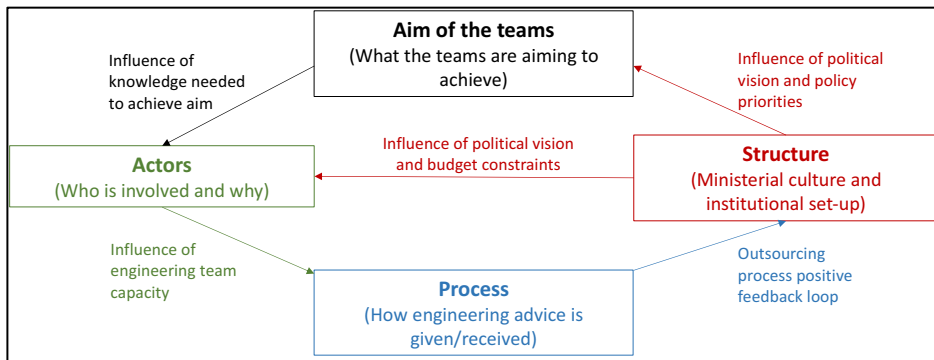 Aim of the teams
(What the teams are aiming to
achieve)
Influence of
knowledge needed
to achieve aim
Influence of political
vision and policy
priorities
Actors
(Who is involved and why)
Influence of political vision
and budget constraints
Structure
(Ministerial culture and
institutional set-up)
Influence of
engineering team
capacity
Process
(How engineering advice is
given/received)
Outsourcing
process positive
feedback loop